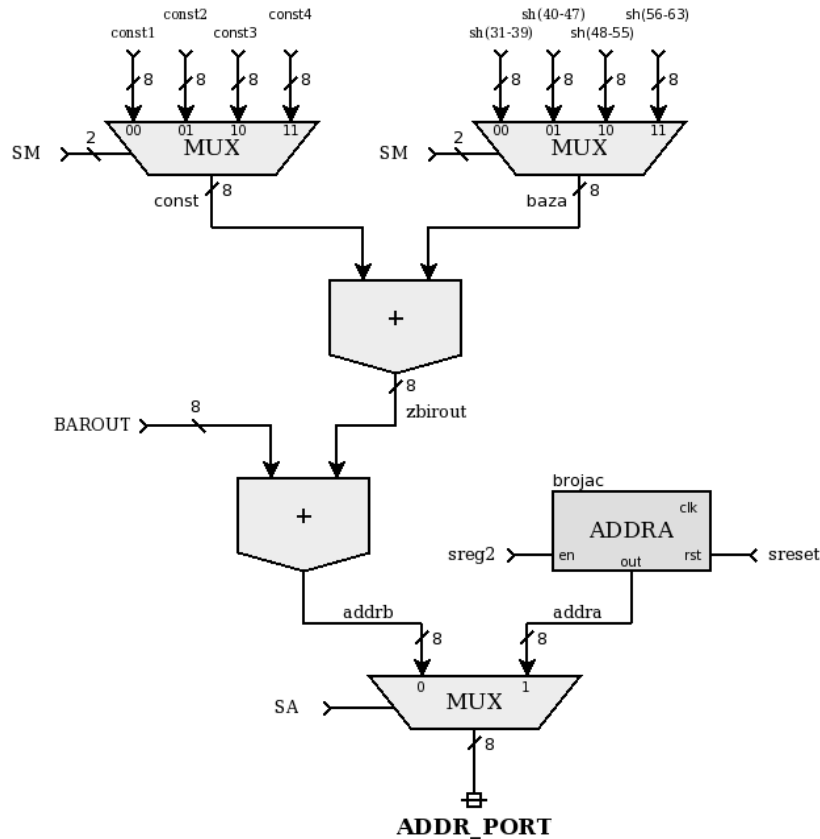 const2
const4
const1
const3
sh(40-47)
sh(56-63)
sh(31-39)
sh(48-55)
8
8
8
8
8
8
8
8
00
01
10
11
00
01
10
11
SM
2
MUX
SM
2
MUX
const
8
baza
8
+
8
zbirout
BAROUT
8
+
brojac
clk
ADDRA
sreg2
en
out
rst
sreset
addrb
addra
8
8
0
1
SA
MUX
8
ADDR_PORT